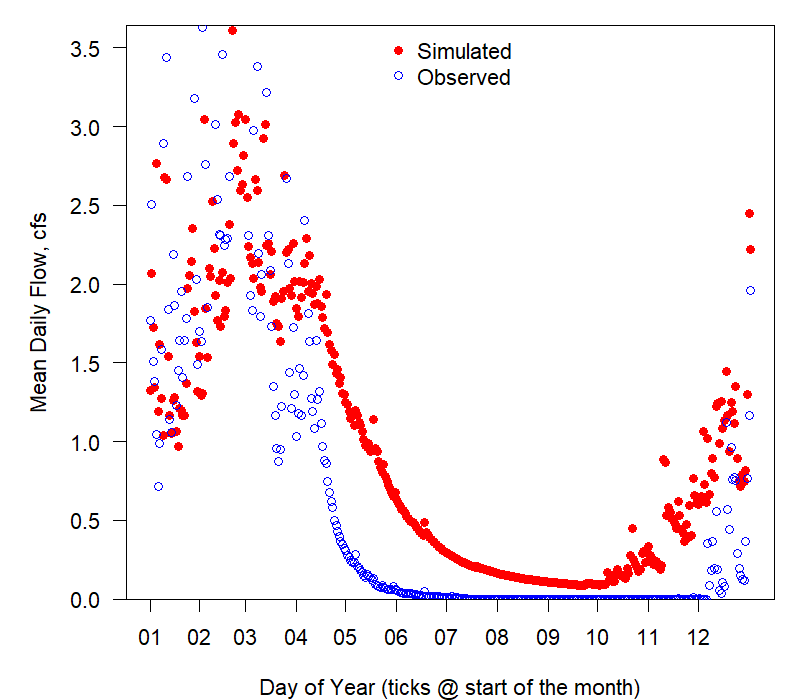 3.5
3.0
2.5
2.0
1.5
1.0
0.5
0.0
Mean Daily Flow, cfs
Simulated
Observed
01 02 03 04 05 06 07 08 09 10 11 12
Day of Year (ticks @ start of the month)